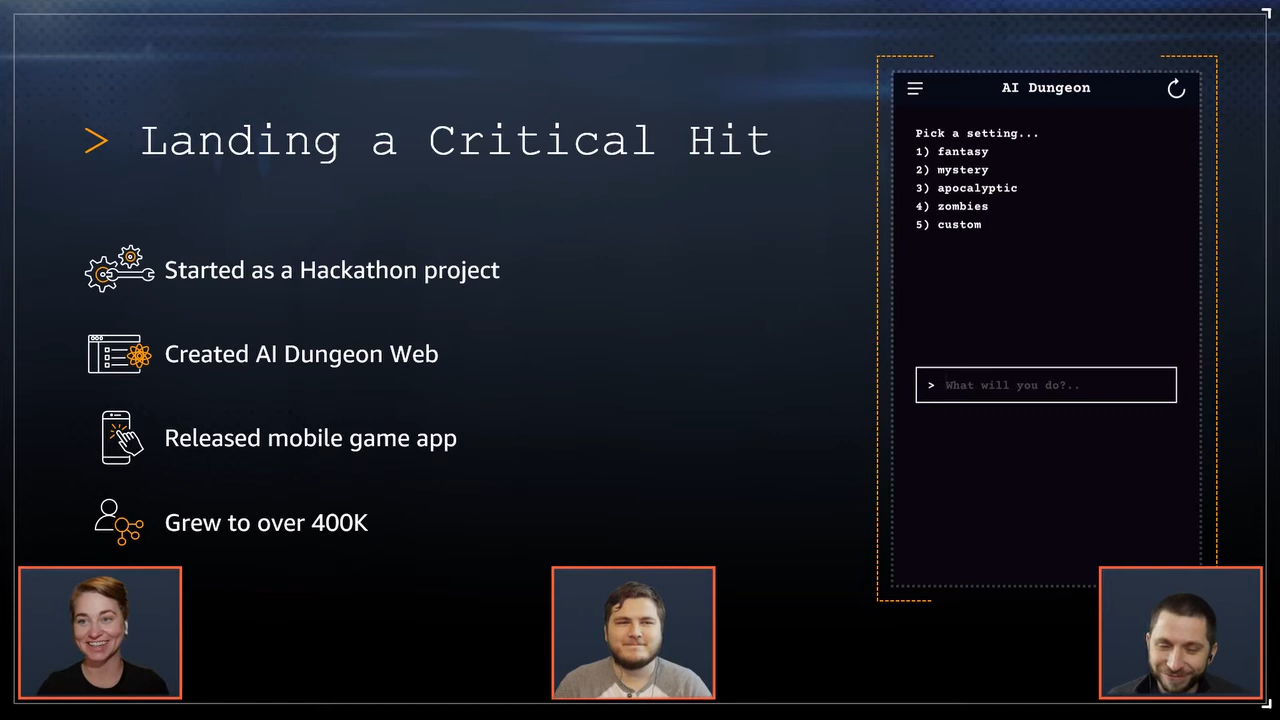 > Landing a Critical Hit
Started as a Hackathon project
Created AI Dungeon Web
Released mobile game app
Grew to over 400K
AI Dungeon
Pick a setting...
1) fantasy
2) mystery
3) apocalyptic
4) zombies
5) custom
> What will you do?..